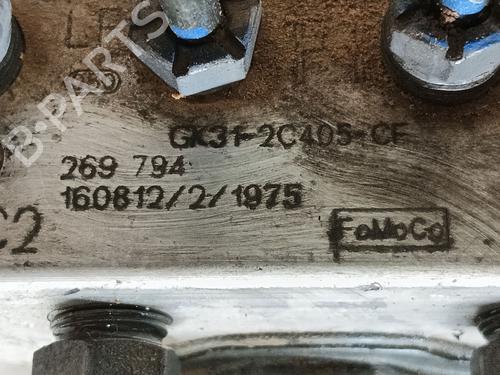 B-PARTS
GK31-2C405-CF
269 794
160812/2/1975
C2
FoMoCo